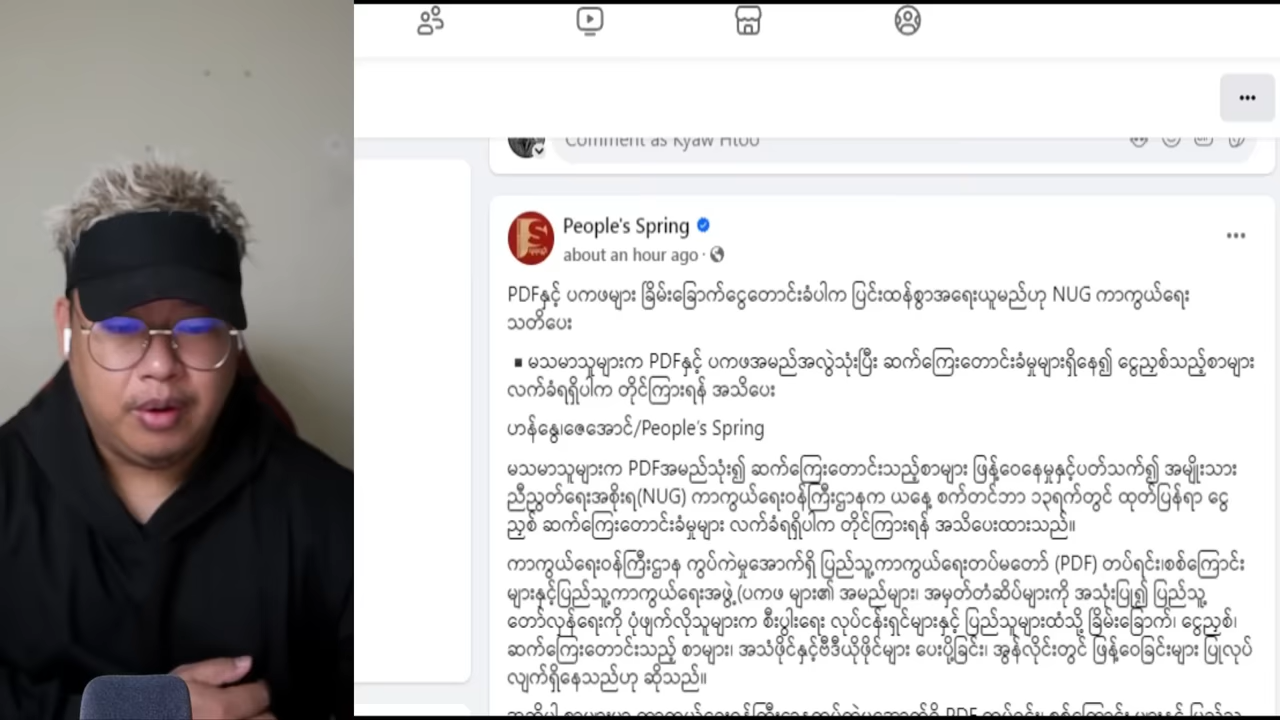 Comment as Kyaw Htoo
People's Spring
about an hour ago ·
PDFနှင့် ပကဖများ ခြိမ်းခြောက်ငွေတောင်းခံပါက ပြင်းထန်စွာအရေးယူမည်ဟု NUG ကာကွယ်ရေး
သတိပေး
▪မသမာသူများက PDFနှင့် ပကဖအမည်အလွဲသုံးပြီး ဆက်ကြေးတောင်းခံမှုများရှိနေ၍ ငွေညှစ်သည့်စာများ
လက်ခံရရှိပါက တိုင်ကြားရန် အသိပေး
ဟန်နွေ၊ဇေအောင်/People's Spring
မသမာသူများက PDFအမည်သုံး၍ ဆက်ကြေးတောင်းသည့်စာများ ဖြန့်ဝေနေမှုနှင့်ပတ်သက်၍ အမျိုးသား
ညီညွတ်ရေးအစိုးရ(NUG) ကာကွယ်ရေးဝန်ကြီးဌာနက ယနေ့ စက်တင်ဘာ ၁၃ရက်တွင် ထုတ်ပြန်ရာ ငွေ
ညှစ် ဆက်ကြေးတောင်းခံမှုများ လက်ခံရရှိပါက တိုင်ကြားရန် အသိပေးထားသည်။
ကာကွယ်ရေးဝန်ကြီးဌာန ကွပ်ကဲမှုအောက်ရှိ ပြည်သူ့ကာကွယ်ရေးတပ်မတော် (PDF) တပ်ရင်း၊စစ်ကြောင်း
များနှင့်ပြည်သူ့ကာကွယ်ရေးအဖွဲ့(ပကဖ များ၏ အမည်များ၊ အမှတ်တံဆိပ်များကို အသုံးပြု၍ ပြည်သူ့
တော်လှန်ရေးကို ပုံဖျက်လိုသူများက စီးပွါးရေး လုပ်ငန်းရှင်များနှင့် ပြည်သူများထံသို့ ခြိမ်းခြောက်၊ ငွေညှစ်၊
ဆက်ကြေးတောင်းသည့် စာများ၊ အသံဖိုင်နှင့်ဗီဒီယိုဖိုင်များ ပေးပို့ခြင်း၊ အွန်လိုင်းတွင် ဖြန့်ဝေခြင်းများ ပြုလုပ်
လျက်ရှိနေသည်ဟု ဆိုသည်။